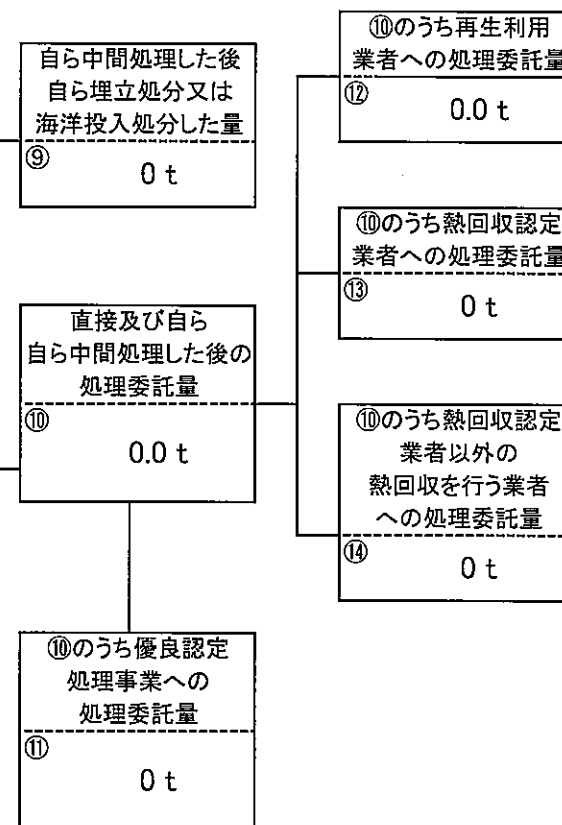 自ら中間処理した後
自ら埋立処分又は
海洋投入処分した量
⑨
0 t
直接及び自ら
自ら中間処理した後の
処理委託量
⑩
0.0 t
⑩のうち優良認定
処理事業への
処理委託量
⑪
0 t
⑩のうち再生利用
業者への処理委託量
⑫
0.0 t
⑩のうち熱回収認定
業者への処理委託量
⑬
0 t
⑩のうち熱回収認定
業者以外の
熱回収を行う業者
への処理委託量
⑭
0 t